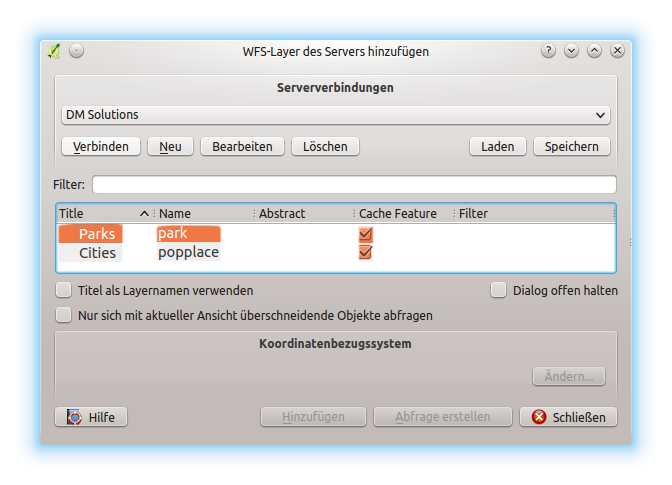 WFS-Layer des Servers hinzufügen
Serververbindungen
DM Solutions
Verbinden Neu Bearbeiten Löschen Laden Speichern
Filter:
Title Name Abstract Cache Feature Filter
Parks park
Cities popplace
Titel als Layernamen verwenden Dialog offen halten
Nur sich mit aktueller Ansicht überschneidende Objekte abfragen
Koordinatenbezugssystem
Ändern...
Hilfe Hinzufügen Abfrage erstellen Schließen